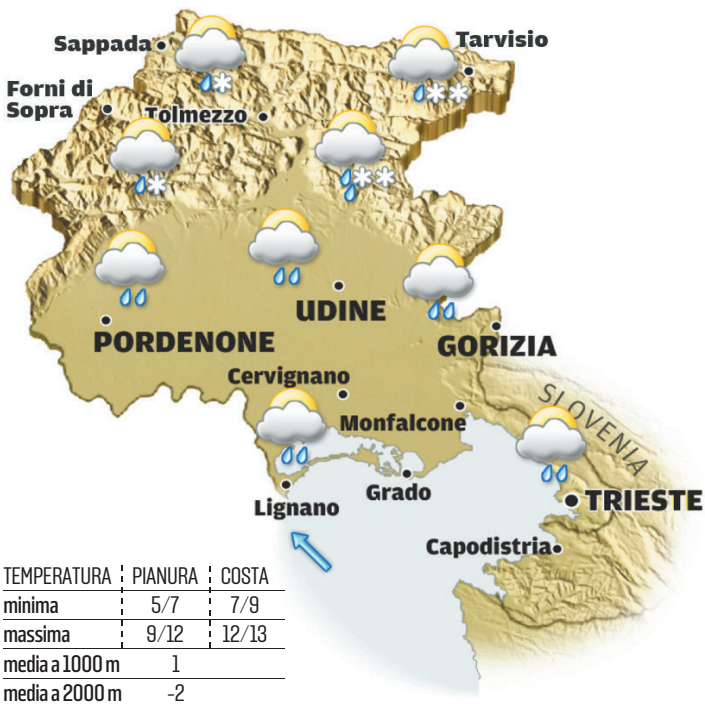 Sappada
Tarvisio
Forni di
Sopra
Tolmezzo
UDINE
PORDENONE
GORIZIA
Cervignano
SLOVENIA
Monfalcone
Grado
TRIESTE
Lignano
Capodistria
TEMPERATURA PIANURA COSTA
minima 5/7 7/9
massima 9/12 12/13
media a 1000 m 1
media a 2000 m -2